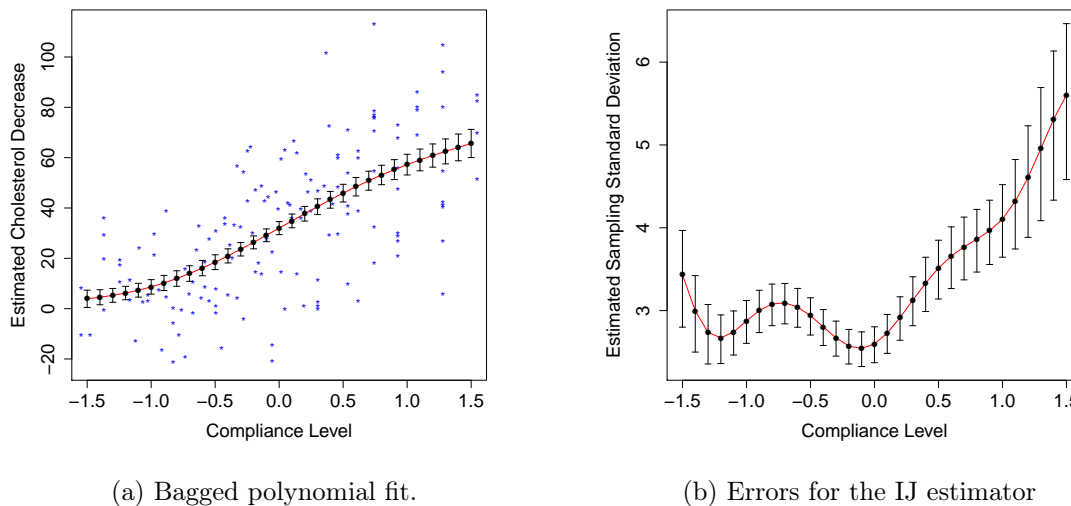 Estimated Cholesterol Decrease
100
80
60
40
20
0
−20
−1.5 −1.0 −0.5 0.0 0.5 1.0 1.5
Compliance Level
(a) Bagged polynomial fit.
Estimated Sampling Standard Deviation
6
5
4
3
−1.5 −1.0 −0.5 0.0 0.5 1.0 1.5
Compliance Level
(b) Errors for the IJ estimator